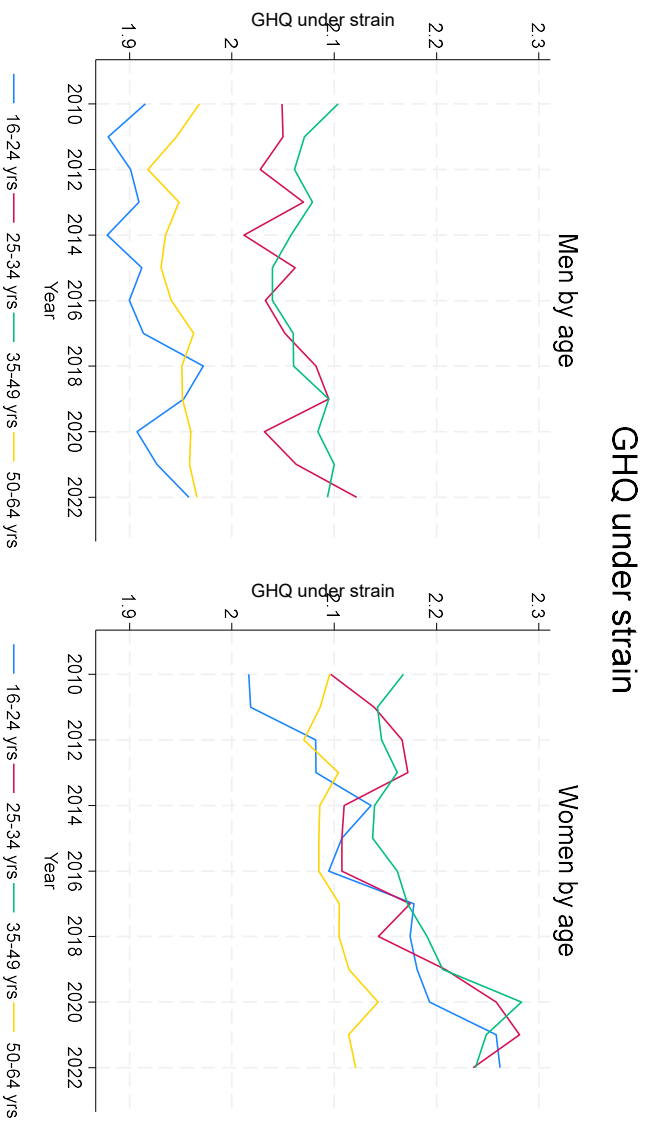 GHQ under strain
Men by age
GHQ under strain
1.9
2
2.1
2.2
2.3
2010
2012
2014
2016
2018
2020
2022
Year
16-24 yrs
25-34 yrs
35-49 yrs
50-64 yrs
Women by age
GHQ under strain
1.9
2
2.1
2.2
2.3
2010
2012
2014
2016
2018
2020
2022
Year
16-24 yrs
25-34 yrs
35-49 yrs
50-64 yrs